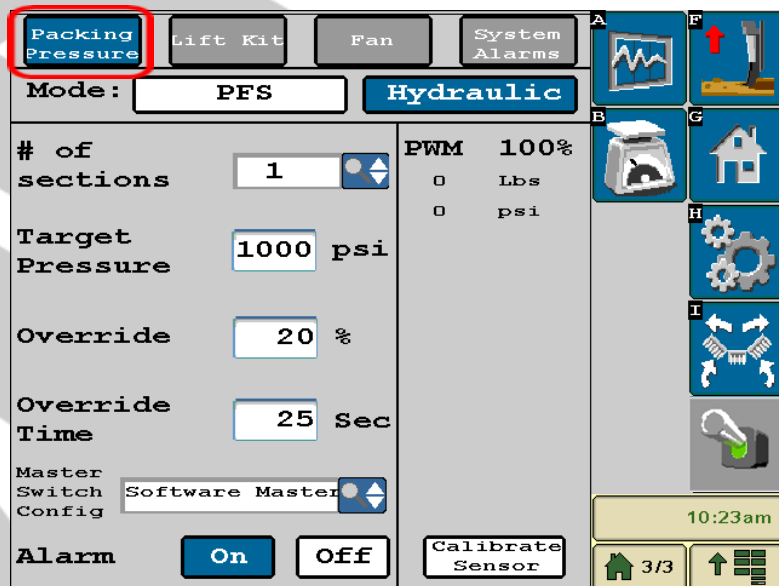 Packing
Pressure
Lift Kit
Fan
System
Alarms
Mode:
PFS
Hydraulic
# of
sections
1
Target
Pressure
1000 psi
Override
20 %
Override
Time
25 Sec
Master
Switch
Config
Software Master
Alarm
On
Off
PWM 100%
0 Lbs
0 psi
Calibrate
Sensor
A
F
B
G
H
I
10:23am
3/3